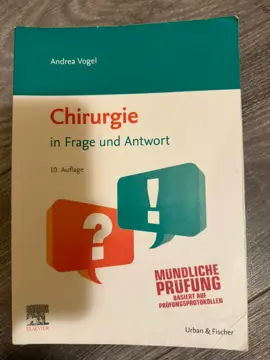 Andrea Vogel
Chirurgie
in Frage und Antwort
10. Auflage
?
!
MÜNDLICHE
PRÜFUNG
BASIERT AUF
PRÜFUNGSPROTOKOLLEN
ELSEVIER
Urban & Fischer